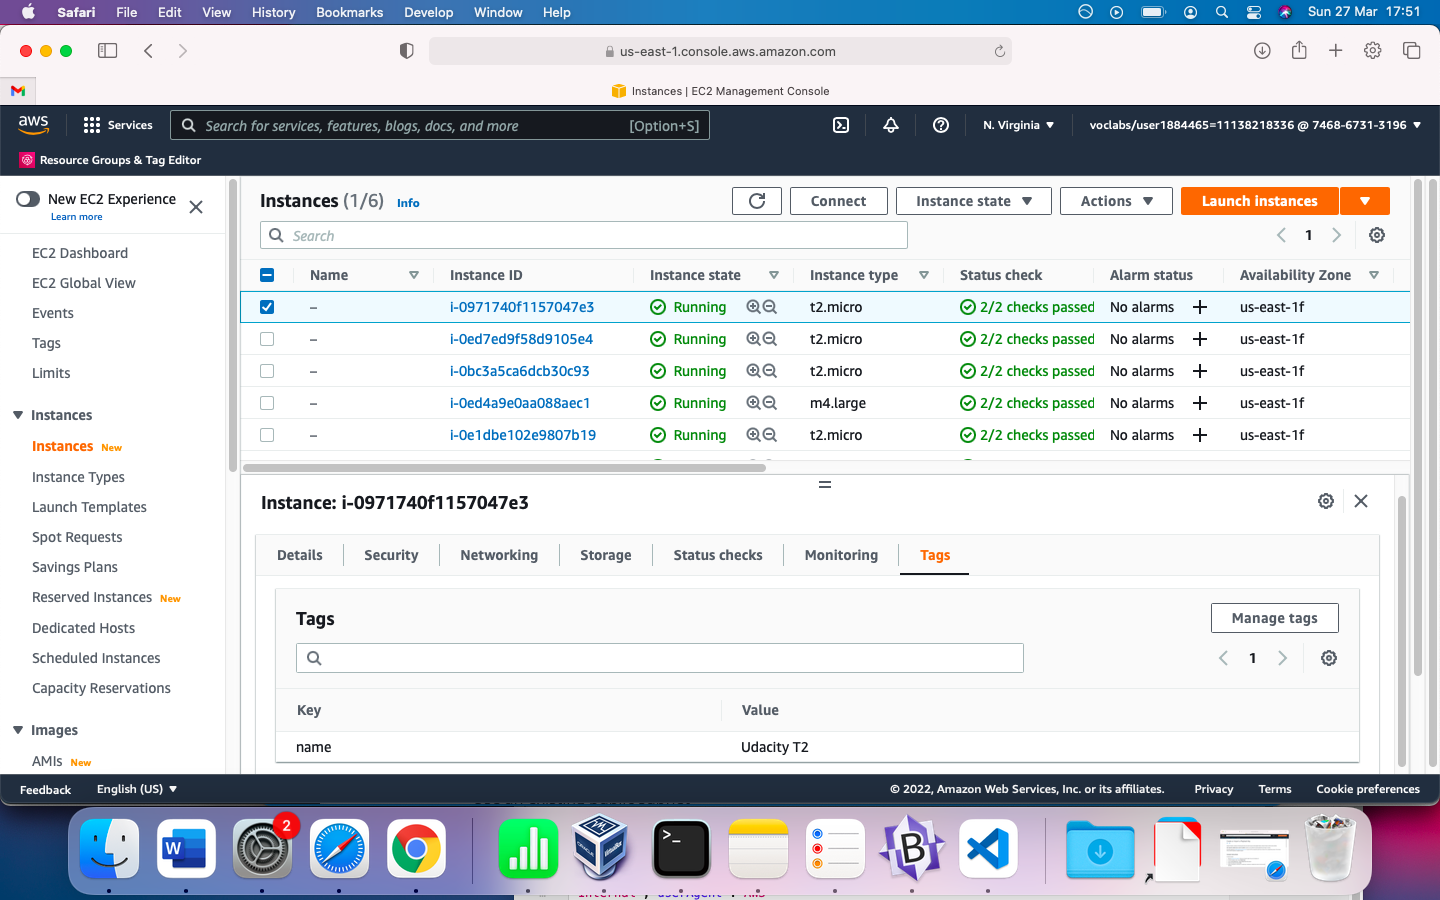 Safari File Edit View History Bookmarks Develop Window Help Sun 27 Mar 17:51
us-east-1.console.aws.amazon.com
Instances | EC2 Management Console
aws Services Search for services, features, blogs, docs, and more [Option+S] N. Virginia voclabs/user1884465=11138218336 @ 7468-6731-3196
Resource Groups & Tag Editor
New EC2 Experience
Learn more
EC2 Dashboard
EC2 Global View
Events
Tags
Limits
Instances
Instances New
Instance Types
Launch Templates
Spot Requests
Savings Plans
Reserved Instances New
Dedicated Hosts
Scheduled Instances
Capacity Reservations
Images
AMIs New
Instances (1/6) Info Connect Instance state Actions Launch instances
Search 1
Name Instance ID Instance state Instance type Status check Alarm status Availability Zone
– i-0971740f1157047e3 Running t2.micro 2/2 checks passed No alarms us-east-1f
– i-0ed7ed9f58d9105e4 Running t2.micro 2/2 checks passed No alarms us-east-1f
– i-0bc3a5ca6dcb30c93 Running t2.micro 2/2 checks passed No alarms us-east-1f
– i-0ed4a9e0aa088aec1 Running m4.large 2/2 checks passed No alarms us-east-1f
– i-0e1dbe102e9807b19 Running t2.micro 2/2 checks passed No alarms us-east-1f
Instance: i-0971740f1157047e3
Details Security Networking Storage Status checks Monitoring Tags
Tags Manage tags
1
Key Value
name Udacity T2
Feedback English (US) © 2022, Amazon Web Services, Inc. or its affiliates. Privacy Terms Cookie preferences
2
W
>_
B